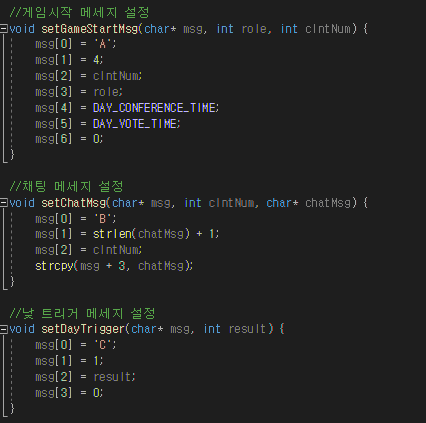 //게임시작 메세지 설정
void setGameStartMsg(char* msg, int role, int clntNum) {
msg[0] = 'A';
msg[1] = 4;
msg[2] = clntNum;
msg[3] = role;
msg[4] = DAY_CONFERENCE_TIME;
msg[5] = DAY_VOTE_TIME;
msg[6] = 0;
}
//채팅 메세지 설정
void setChatMsg(char* msg, int clntNum, char* chatMsg) {
msg[0] = 'B';
msg[1] = strlen(chatMsg) + 1;
msg[2] = clntNum;
strcpy(msg + 3, chatMsg);
}
//낮 트리거 메세지 설정
void setDayTrigger(char* msg, int result) {
msg[0] = 'C';
msg[1] = 1;
msg[2] = result;
msg[3] = 0;
}